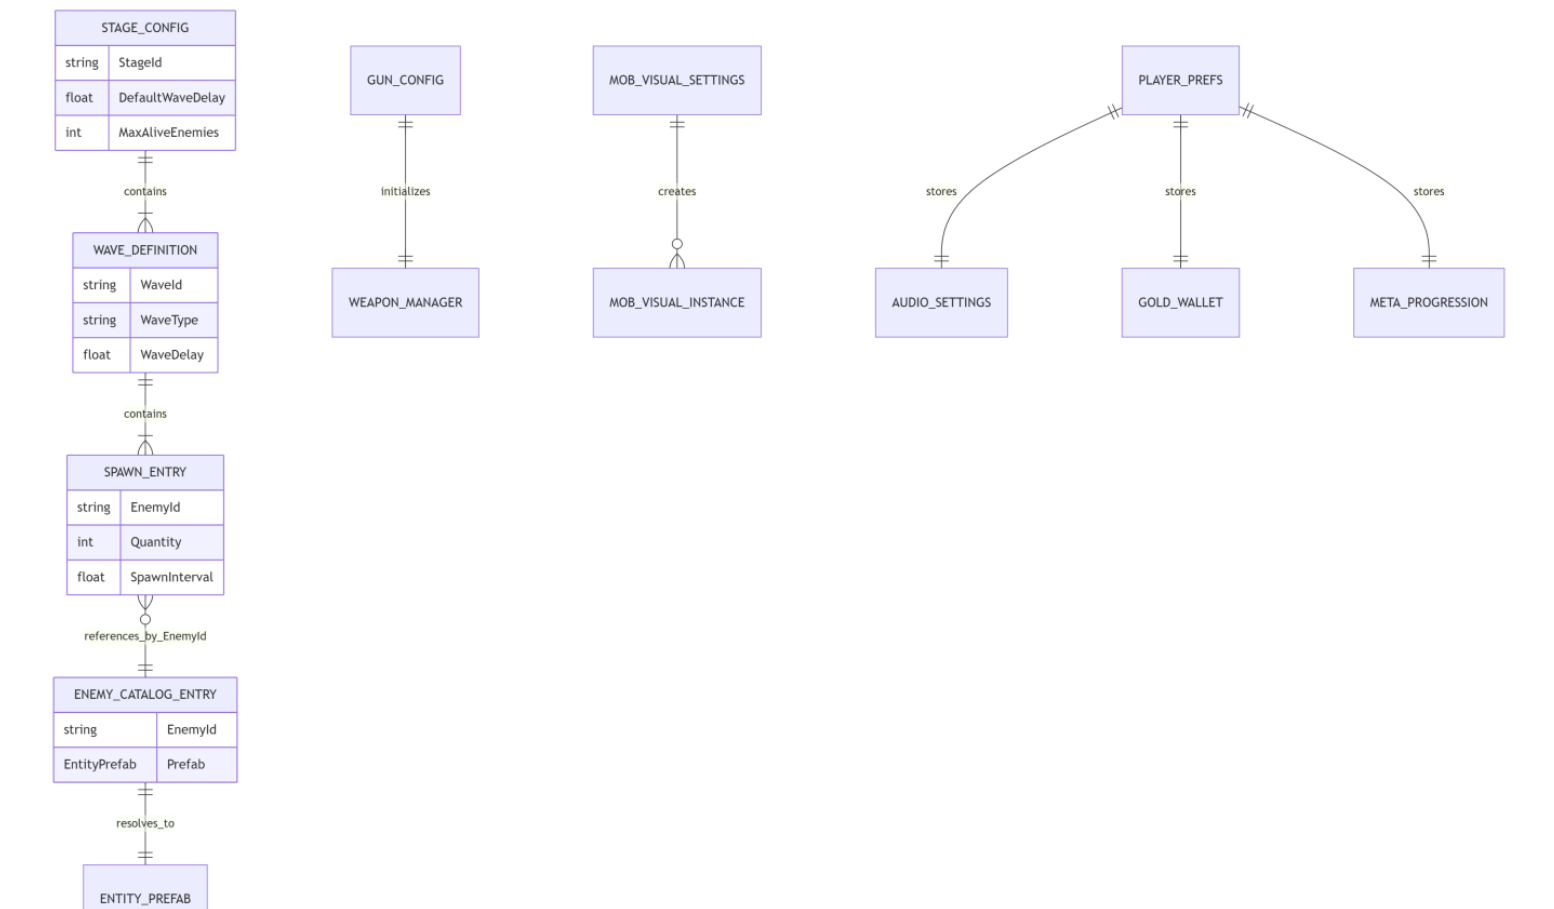 STAGE_CONFIG
string StageId
float DefaultWaveDelay
int MaxAliveEnemies
contains
WAVE_DEFINITION
string WaveId
string WaveType
float WaveDelay
contains
SPAWN_ENTRY
string EnemyId
int Quantity
float SpawnInterval
references_by_EnemyId
ENEMY_CATALOG_ENTRY
string EnemyId
EntityPrefab Prefab
resolves_to
ENTITY_PREFAB
GUN_CONFIG
initializes
WEAPON_MANAGER
MOB_VISUAL_SETTINGS
creates
MOB_VISUAL_INSTANCE
PLAYER_PREFS
stores
stores
stores
AUDIO_SETTINGS
GOLD_WALLET
META_PROGRESSION